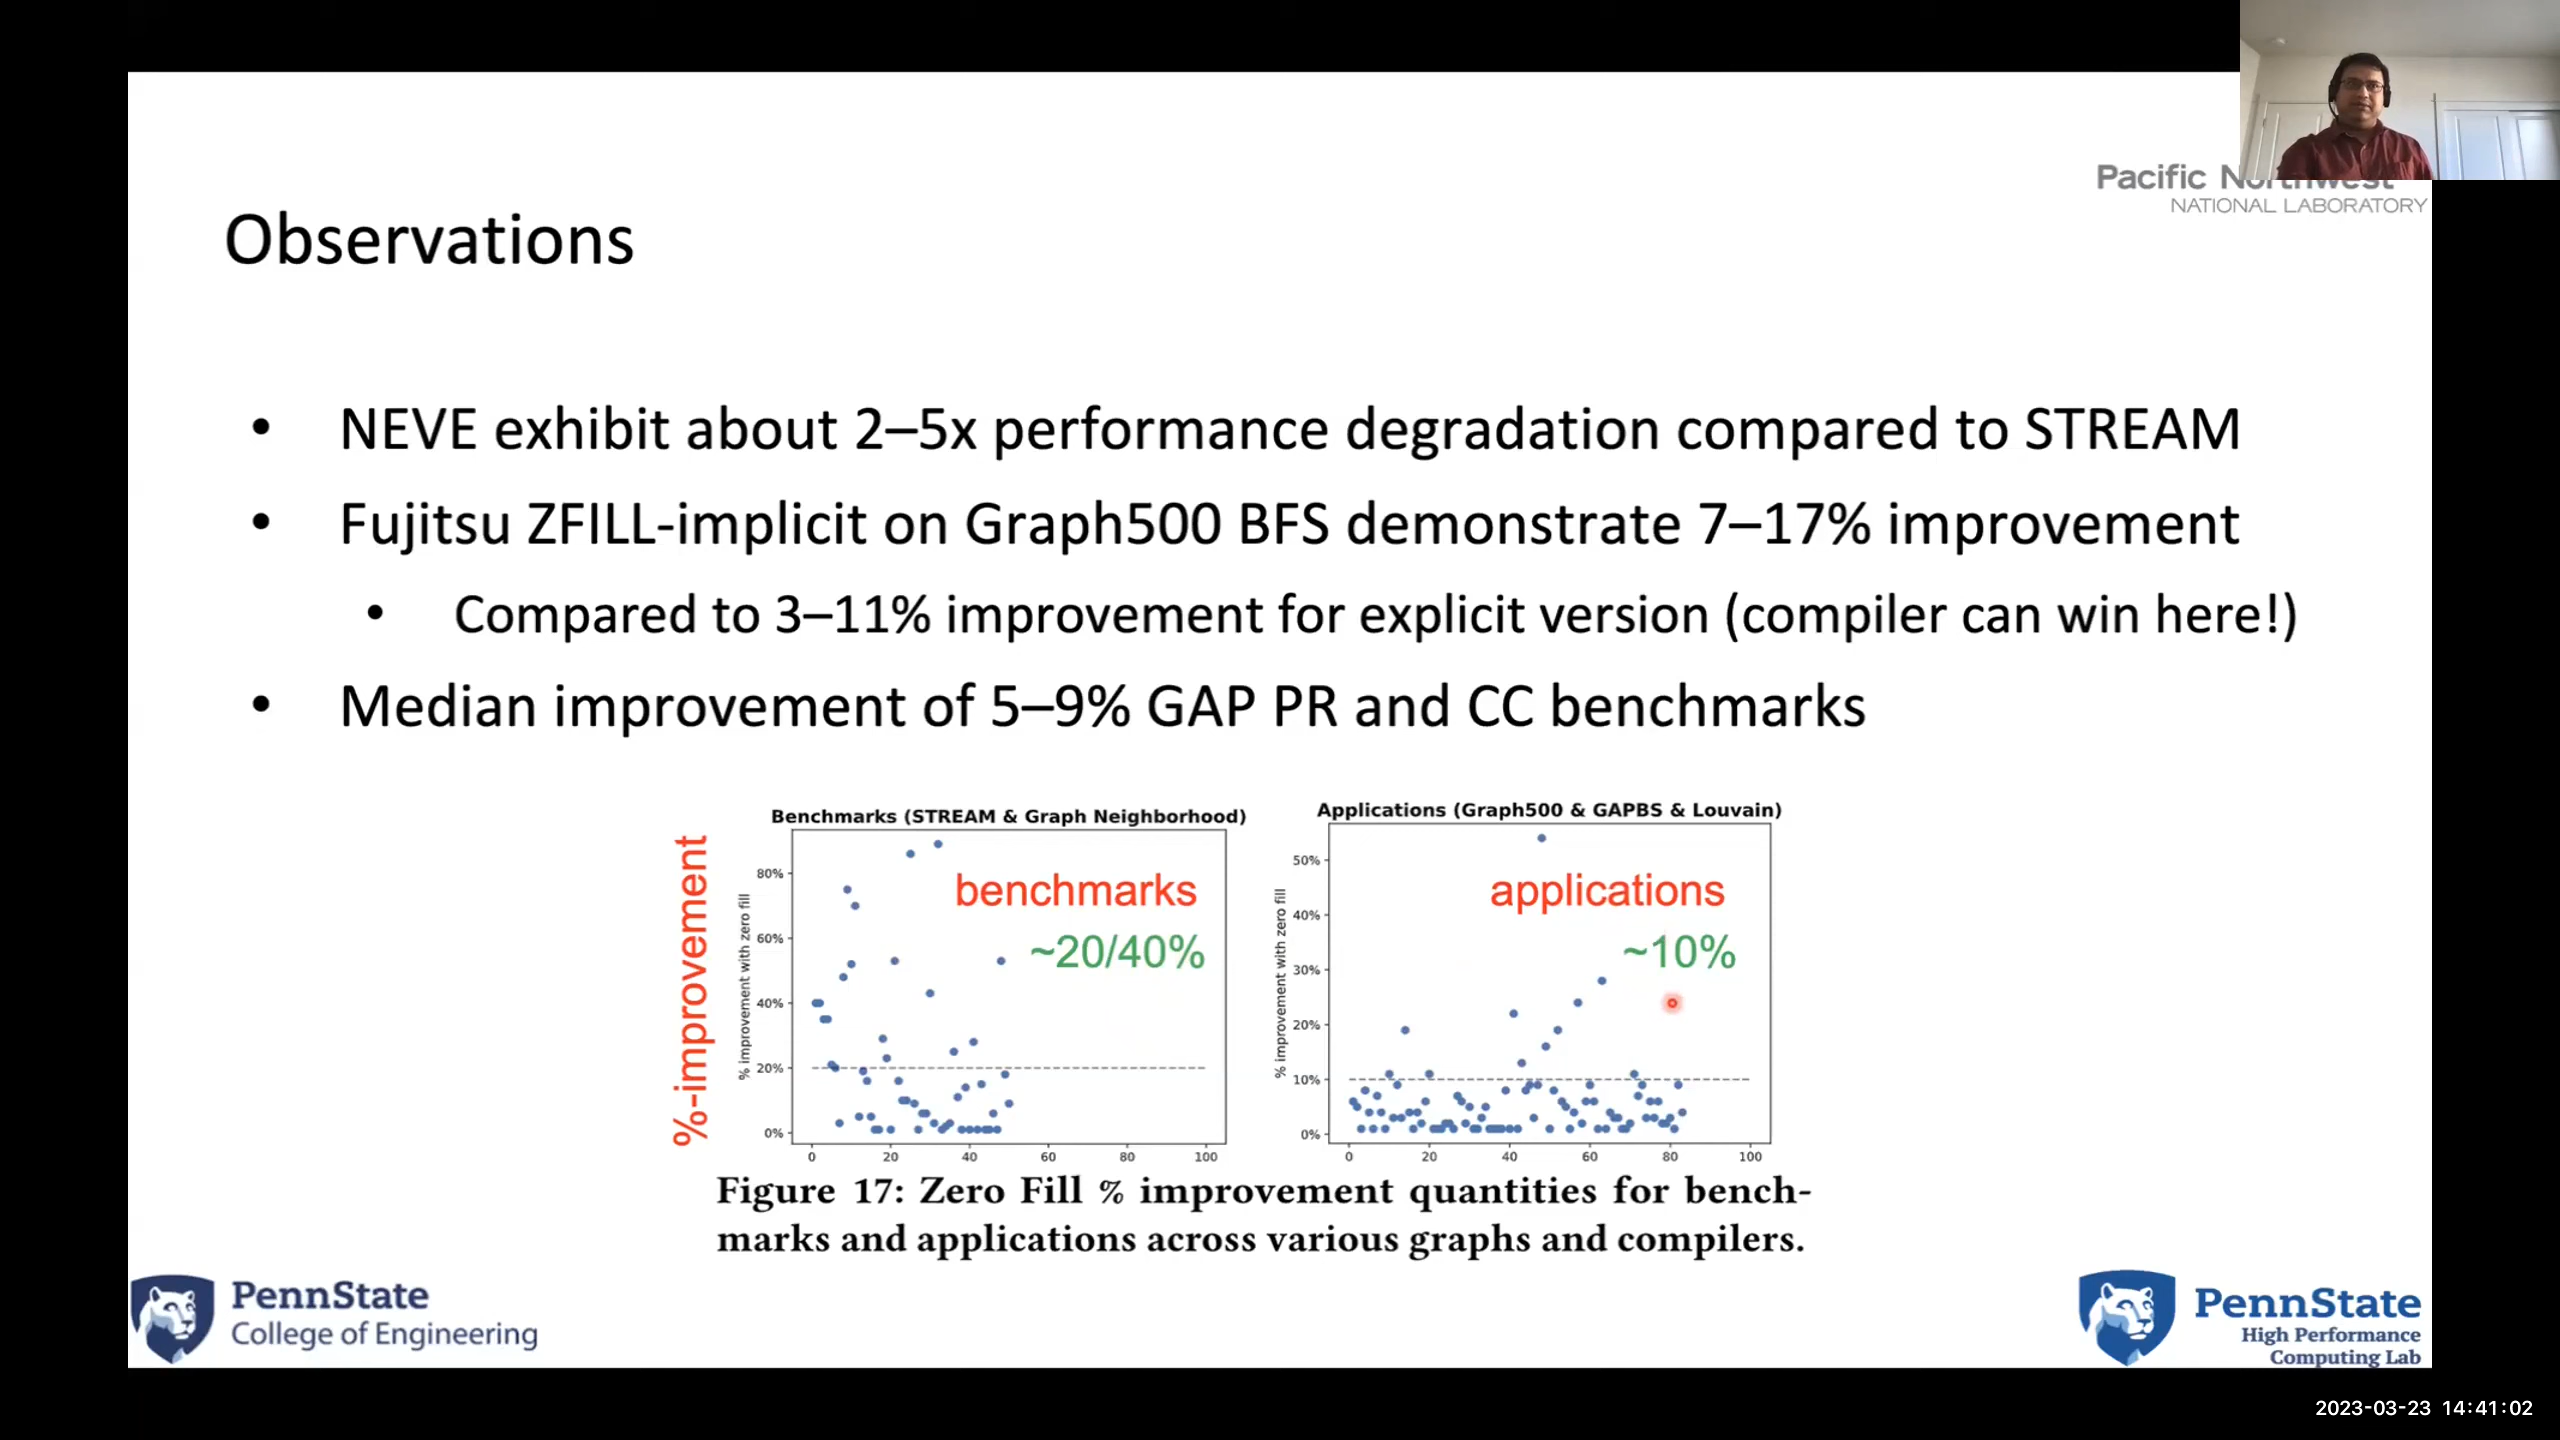 Pacific Northwest
NATIONAL LABORATORY
Observations
• NEVE exhibit about 2–5x performance degradation compared to STREAM
• Fujitsu ZFILL-implicit on Graph500 BFS demonstrate 7–17% improvement
• Compared to 3–11% improvement for explicit version (compiler can win here!)
• Median improvement of 5–9% GAP PR and CC benchmarks
%-improvement
Benchmarks (STREAM & Graph Neighborhood)
% improvement with zero fill
80%
60%
40%
20%
0%
benchmarks
~20/40%
0 20 40 60 80 100
Applications (Graph500 & GAPBS & Louvain)
% improvement with zero fill
50%
40%
30%
20%
10%
0%
applications
~10%
0 20 40 60 80 100
Figure 17: Zero Fill % improvement quantities for bench-
marks and applications across various graphs and compilers.
PennState
College of Engineering
PennState
High Performance
Computing Lab
2023-03-23 14:41:02